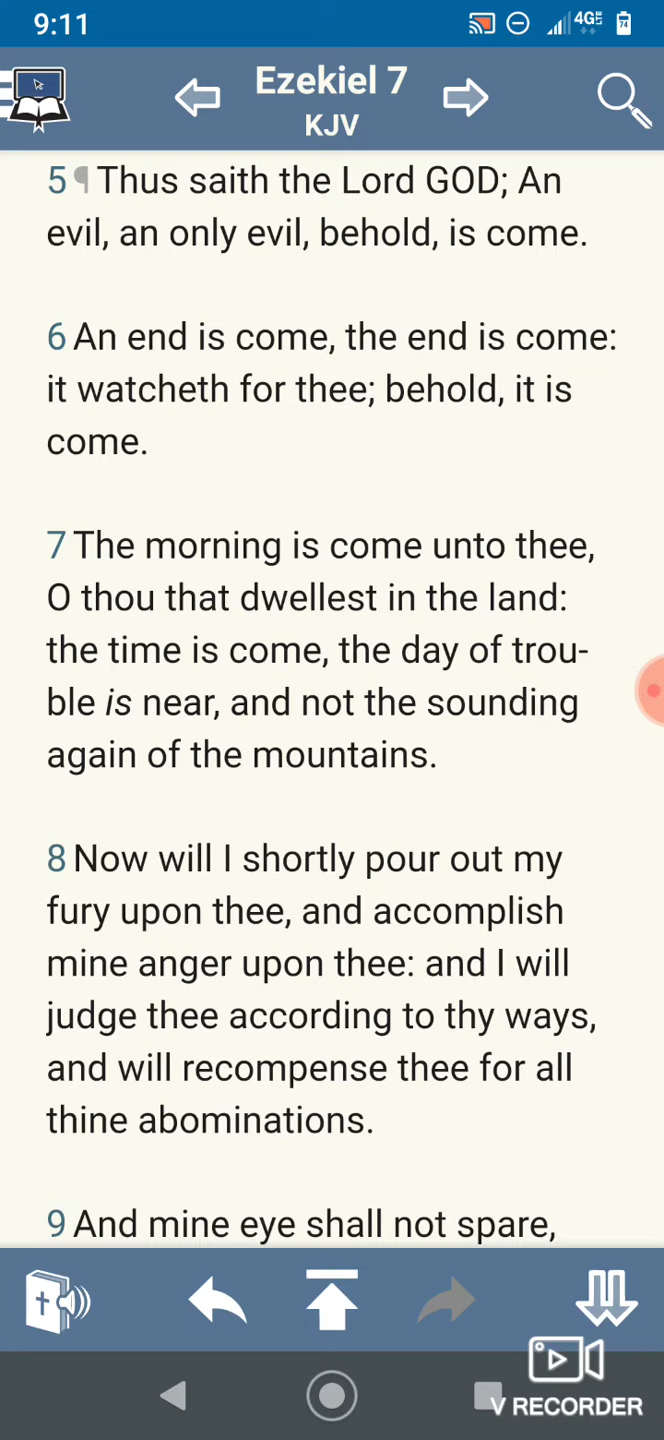 9:11
4GE
74
Ezekiel 7
KJV
5 ¶ Thus saith the Lord GOD; An
evil, an only evil, behold, is come.
6 An end is come, the end is come:
it watcheth for thee; behold, it is
come.
7 The morning is come unto thee,
O thou that dwellest in the land:
the time is come, the day of trou-
ble is near, and not the sounding
again of the mountains.
8 Now will I shortly pour out my
fury upon thee, and accomplish
mine anger upon thee: and I will
judge thee according to thy ways,
and will recompense thee for all
thine abominations.
9 And mine eye shall not spare,
V RECORDER